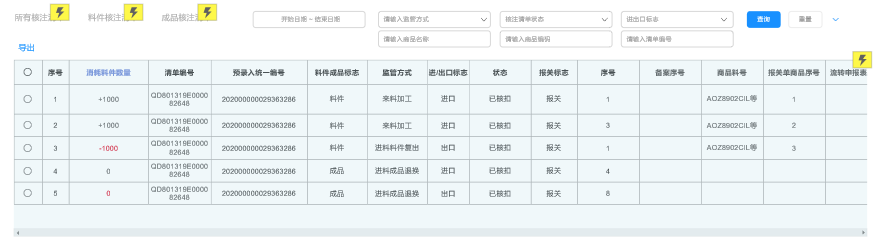 所有核注 料件核注 成品核注 开始日期 ~ 结束日期 请输入监管方式 核注清单状态 进出口标志 查询 重置
请输入商品名称 请输入商品编码 请输入清单编号
导出
序号 消耗料件数量 清单编号 预录入统一编号 料件成品标志 监管方式 进/出口标志 状态 报关标志 序号 备案序号 商品料号 报关单商品序号 流转申报表
1 +1000 QD801319E000082648 202000000029363286 料件 来料加工 进口 已核扣 报关 1 AOZ8902CIL等 1
2 +1000 QD801319E000082648 202000000029363286 料件 来料加工 进口 已核扣 报关 3 AOZ8902CIL等 2
3 -1000 QD801319E000082648 202000000029363286 料件 进料料件复出 出口 已核扣 报关 1 AOZ8902CIL等 3
4 0 QD801319E000082648 202000000029363286 成品 进料成品退换 进口 已核扣 报关 4
5 0 QD801319E000082648 202000000029363286 成品 进料成品退换 出口 已核扣 报关 8